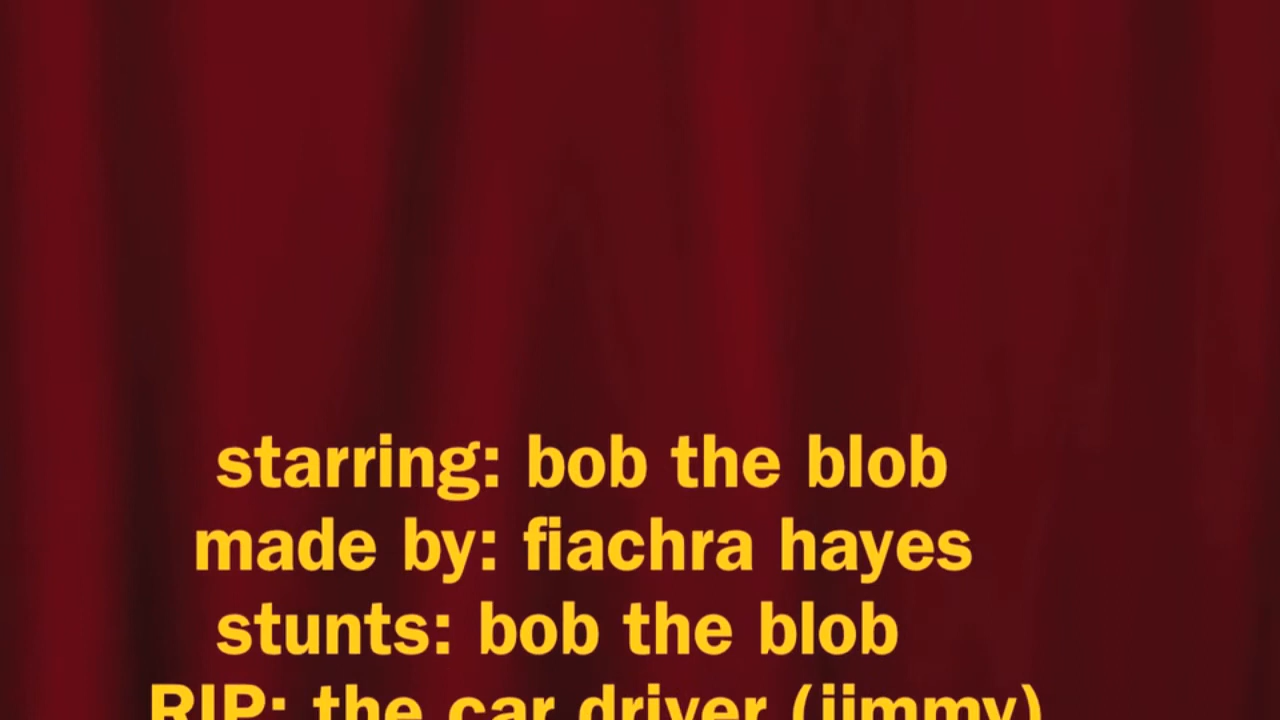 starring: bob the blob
made by: fiachra hayes
stunts: bob the blob
RIP: the car driver (jimmy)